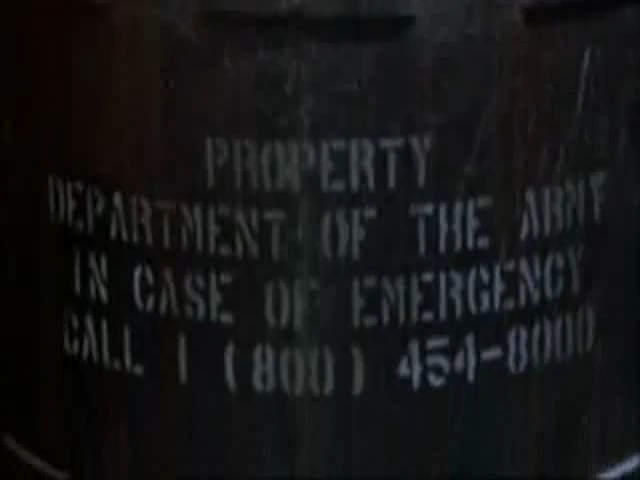 PROPERTY
DEPARTMENT OF THE ARMY
IN CASE OF EMERGENCY
CALL 1 (800) 454-8000